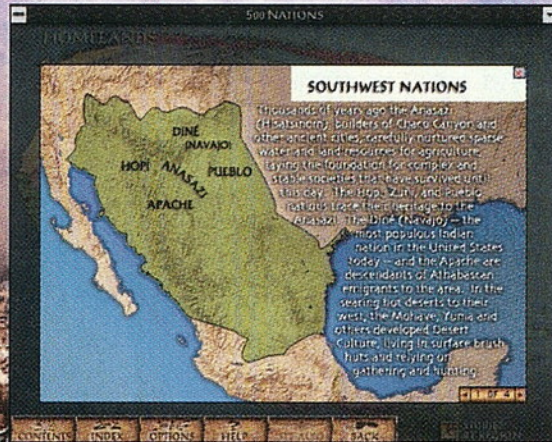 500 NATIONS
HOMELANDS
SOUTHWEST NATIONS
Thousands of years ago the Anasazi
(Hisatsinom), builders of Chaco Canyon and
other ancient cities, carefully nurtured sparse
water and land resources for agriculture,
laying the foundation for complex and
stable societies that have survived until
this day. The Hopi, Zuñi, and Pueblo
nations trace their heritage to the
Anasazi. The Diné (Navajo) — the
most populous Indian
nation in the United States
today — and the Apache are
descendants of Athabascan
emigrants to the area. In the
searing hot deserts to their
west, the Mohave, Yuma and
others developed Desert
Culture, living in surface brush
huts and relying on
gathering and hunting.
DINÉ
(NAVAJO)
HOPI
ANASAZI
PUEBLO
APACHE
1 OF 4
CONTENTS
INDEX
OPTIONS
HELP
BACK